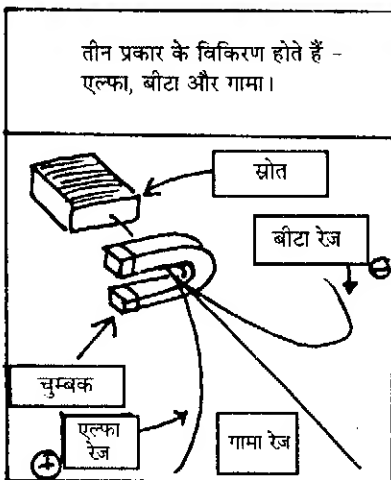 तीन प्रकार के विकिरण होते हैं -
एल्फा, बीटा और गामा।
स्रोत
बीटा रेज़
⊖
चुम्बक
एल्फा
रेज़
गामा रेज़
⊕